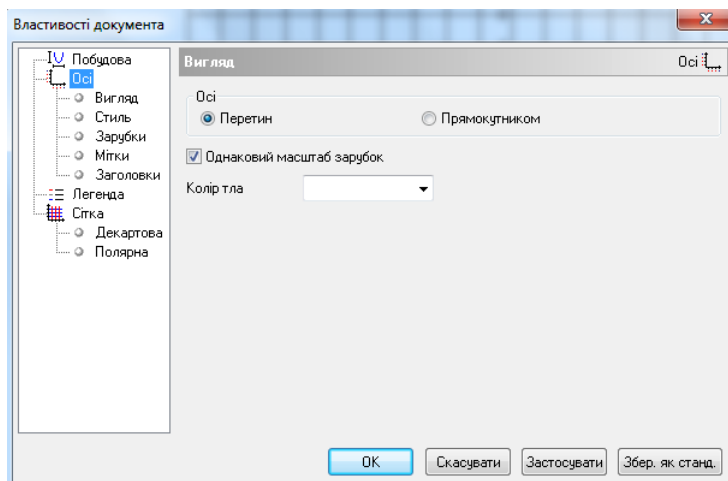 Властивості документа
Побудова
Осі
Вигляд
Стиль
Зарубки
Мітки
Заголовки
Легенда
Сітка
Декартова
Полярна
Вигляд
Осі
Осі
Перетин
Прямокутником
Однаковий масштаб зарубок
Колір тла
OK
Скасувати
Застосувати
Збер. як станд.